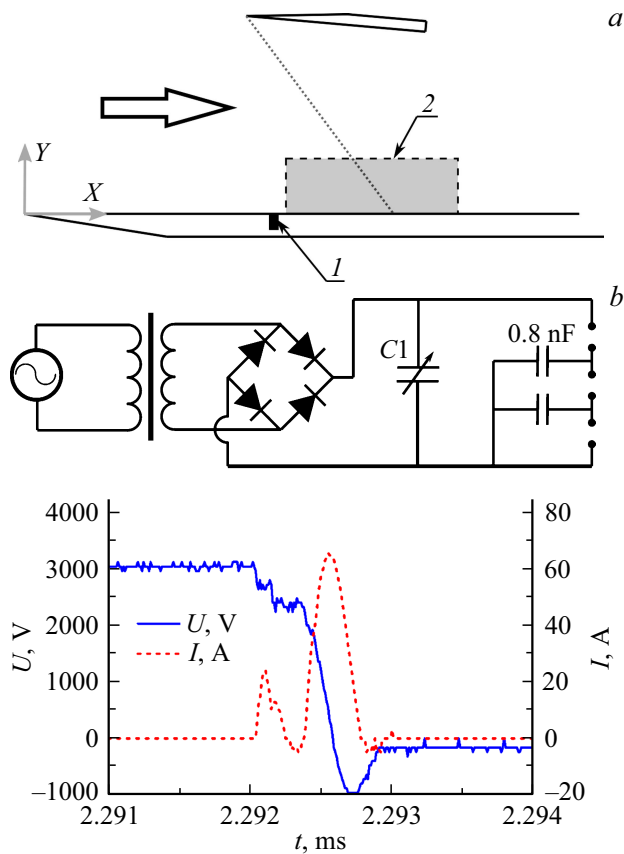 a
2
Y
X
1
b
0.8 nF
C1
4000
80
3000
60
2000
40
U, V
I, A
1000
20
0
0
–1000
–20
U, V
I, A
2.291
2.292
2.293
2.294
t, ms